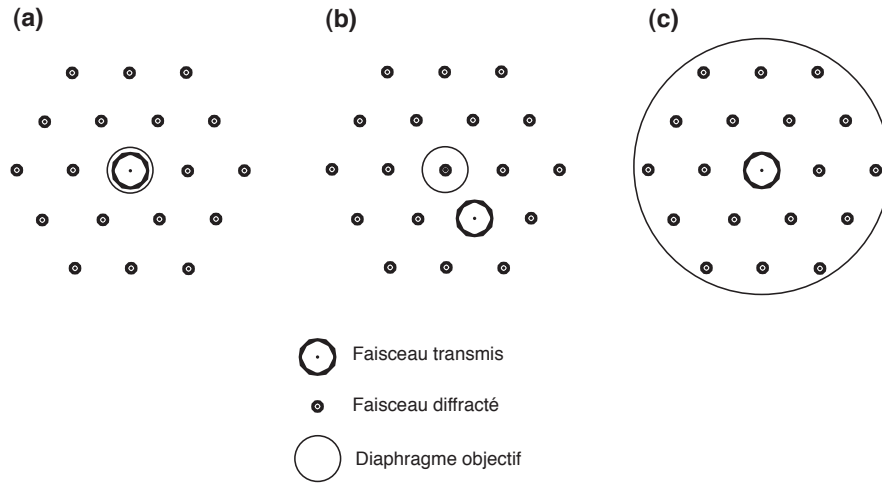 (a)
(b)
(c)
Faisceau transmis
Faisceau diffracté
Diaphragme objectif